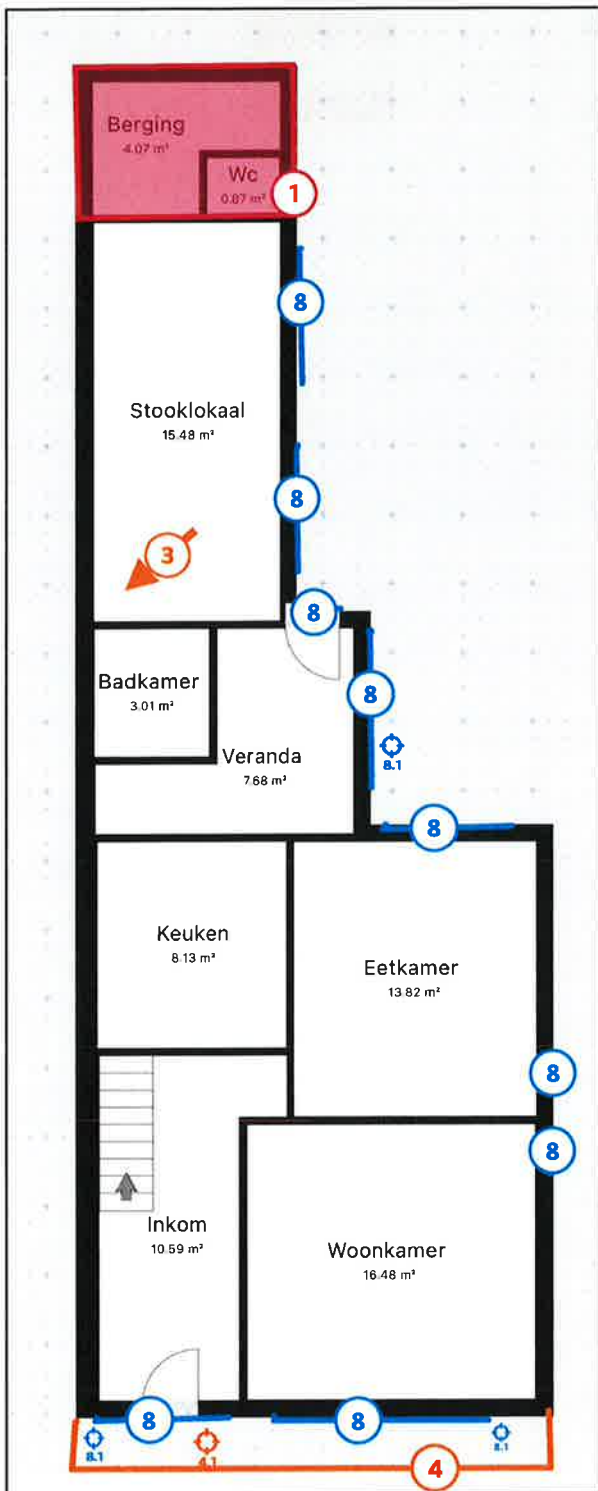 Berging
4.07 m²
Wc
0.87 m²
1
8
Stooklokaal
15.48 m²
8
3
8
Badkamer
3.01 m²
8
Veranda
7.68 m²
8.1
8
Keuken
8.13 m²
Eetkamer
13.82 m²
8
8
Inkom
10.59 m²
Woonkamer
16.48 m²
8
8
8.1
4.1
8.1
4